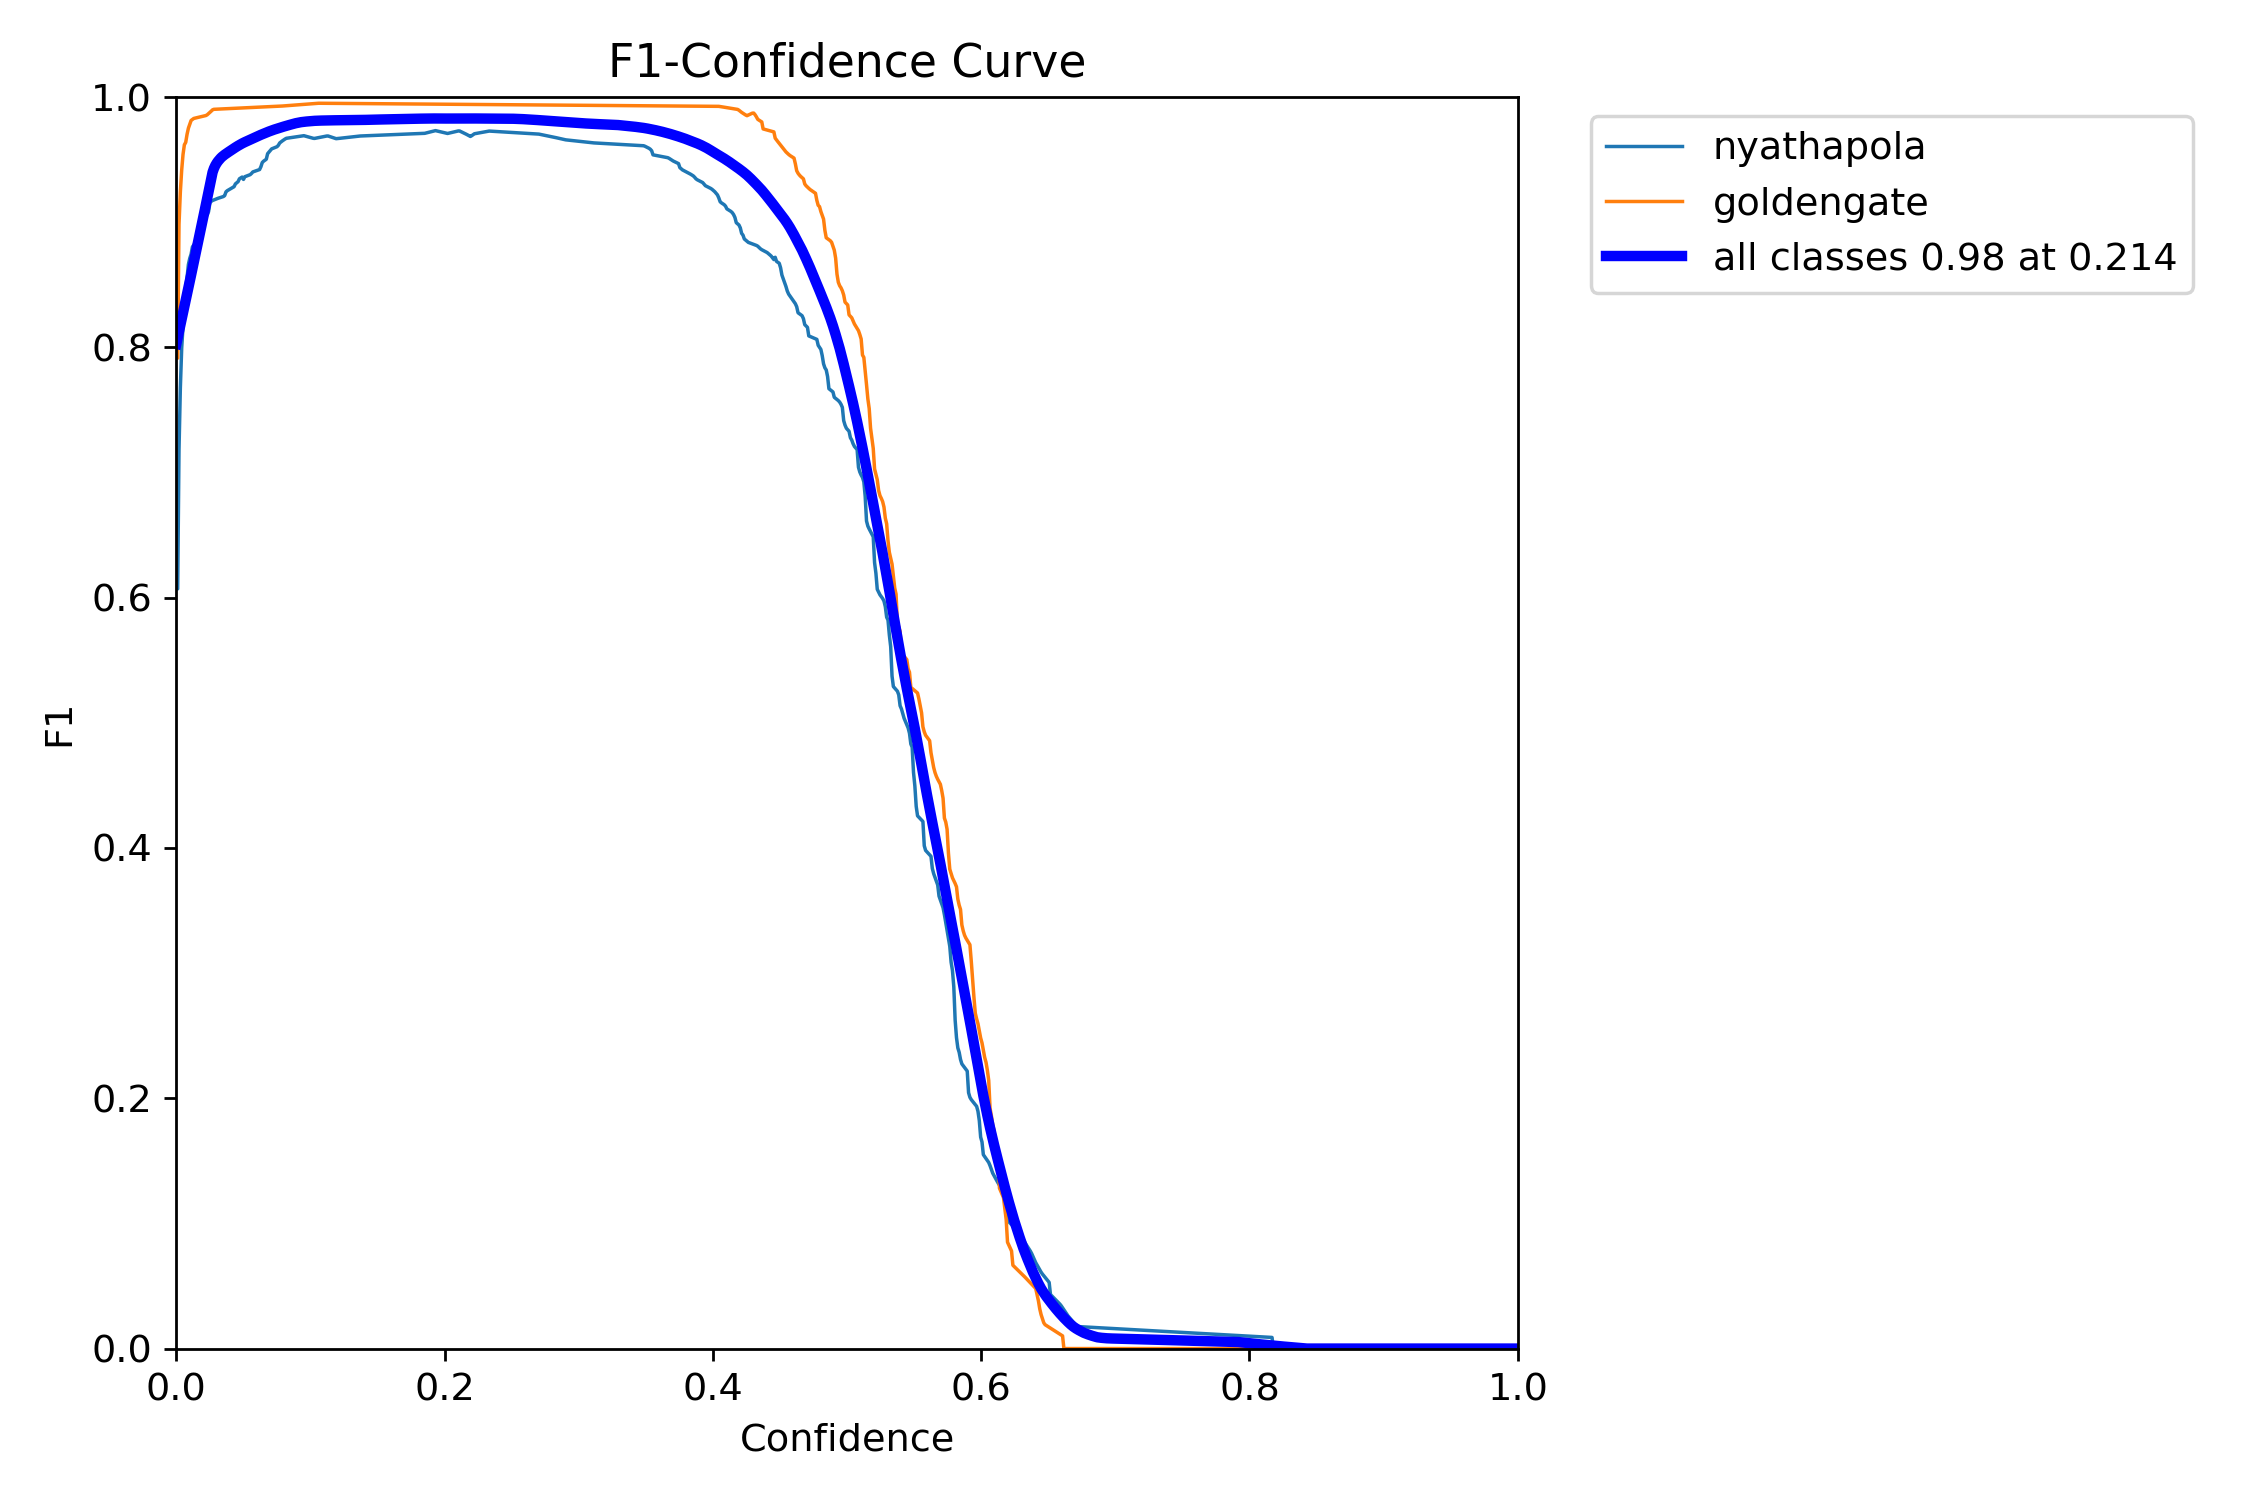 F1-Confidence Curve
1.0
0.8
0.6
0.4
0.2
0.0
F1
0.0 0.2 0.4 0.6 0.8 1.0
Confidence
nyathapola
goldengate
all classes 0.98 at 0.214